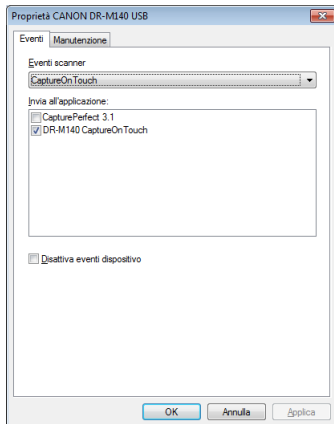 Proprietà CANON DR-M140 USB
Eventi Manutenzione
Eventi scanner
CaptureOnTouch
Invia all'applicazione:
CapturePerfect 3.1
DR-M140 CaptureOnTouch
Disattiva eventi dispositivo
OK Annulla Applica